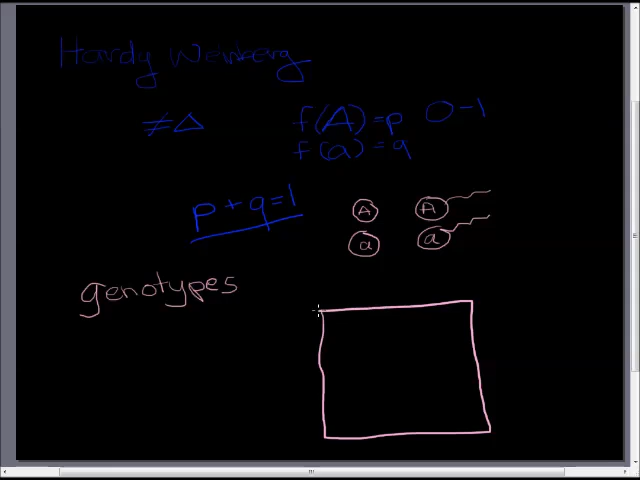 Hardy Weinberg
≠Δ
f(A)=p 0-1
f(a)=q
p+q=1
A A
a a
genotypes